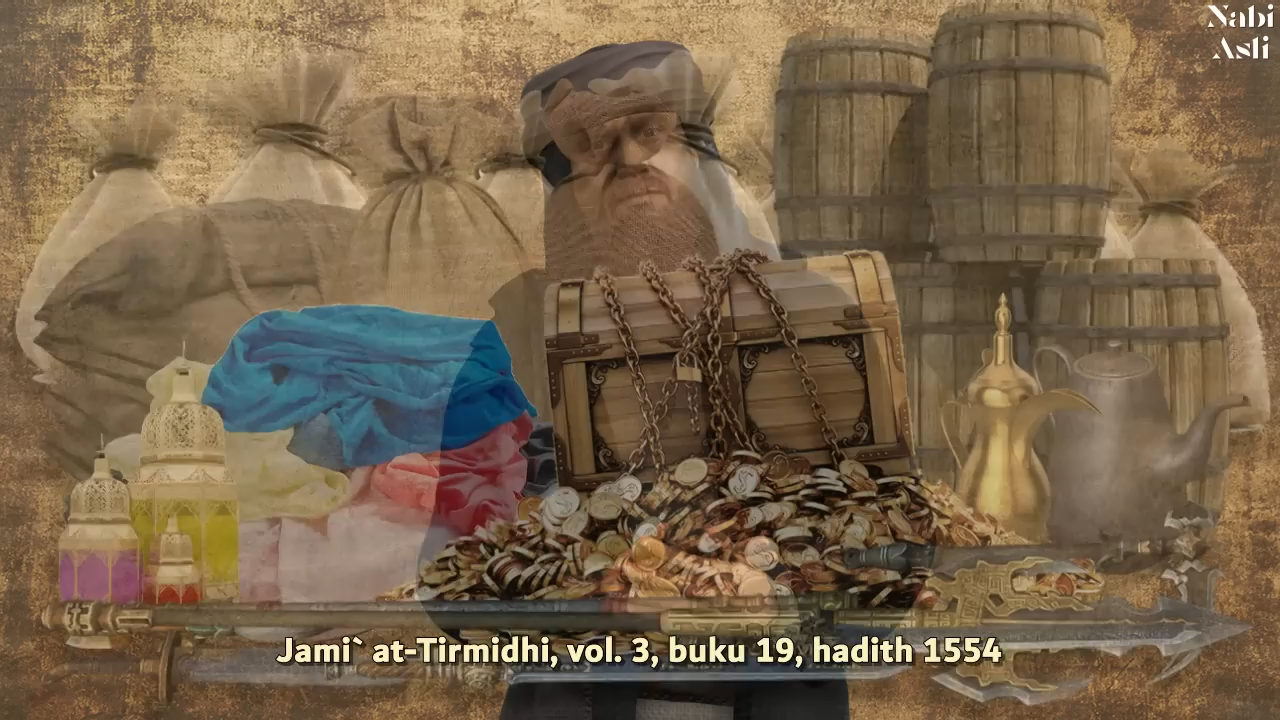 Nabi
Asli
Jami` at-Tirmidhi, vol. 3, buku 19, hadith 1554